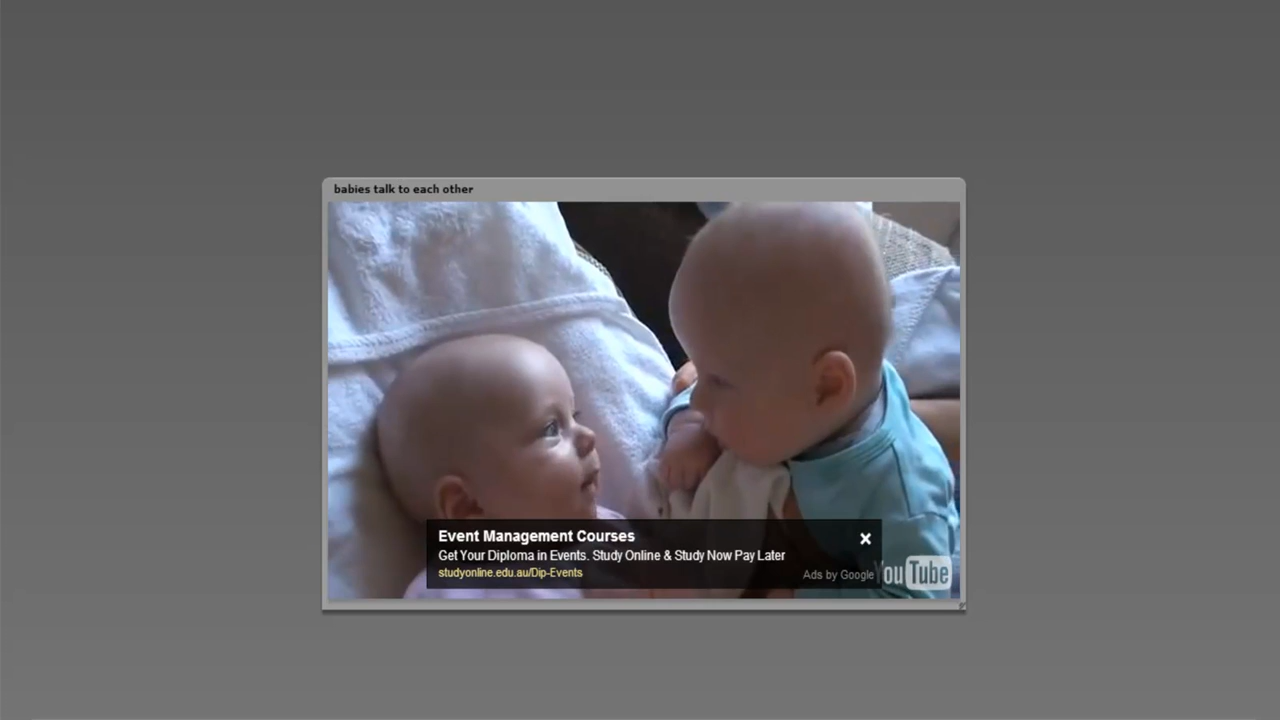 babies talk to each other
Event Management Courses
Get Your Diploma in Events. Study Online & Study Now Pay Later
studyonline.edu.au/Dip-Events
Ads by Google
YouTube